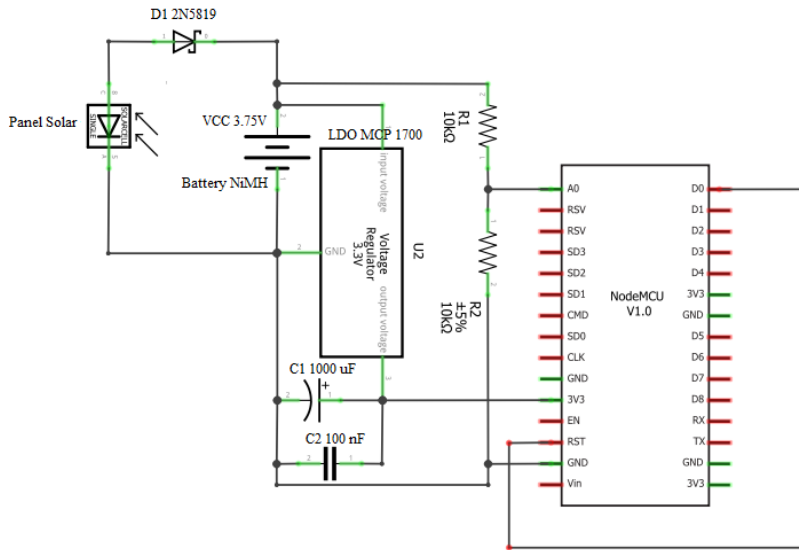 D1 2N5819
Panel Solar
SOLARCELL
SINGLE
VCC 3.75V
Battery NiMH
LDO MCP 1700
input voltage
GND
Voltage
Regulator
3.3V
output voltage
U2
R1
10kΩ
R2
±5%
10kΩ
C1 1000 uF
+
C2 100 nF
NodeMCU
V1.0
A0
RSV
RSV
SD3
SD2
SD1
CMD
SD0
CLK
GND
3V3
EN
RST
GND
Vin
D0
D1
D2
D3
D4
3V3
GND
D5
D6
D7
D8
RX
TX
GND
3V3